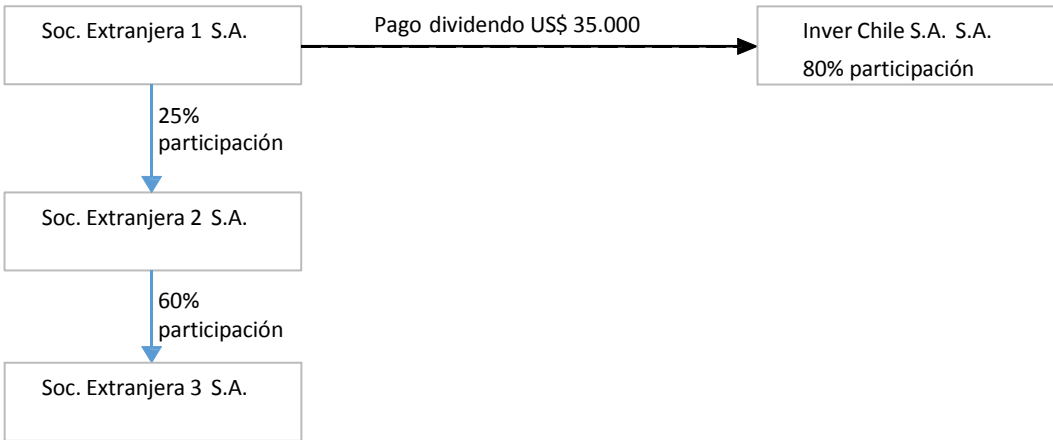 Soc. Extranjera 1 S.A.
Pago dividendo US$ 35.000
Inver Chile S.A. S.A.
80% participación
25%
participación
Soc. Extranjera 2 S.A.
60%
participación
Soc. Extranjera 3 S.A.